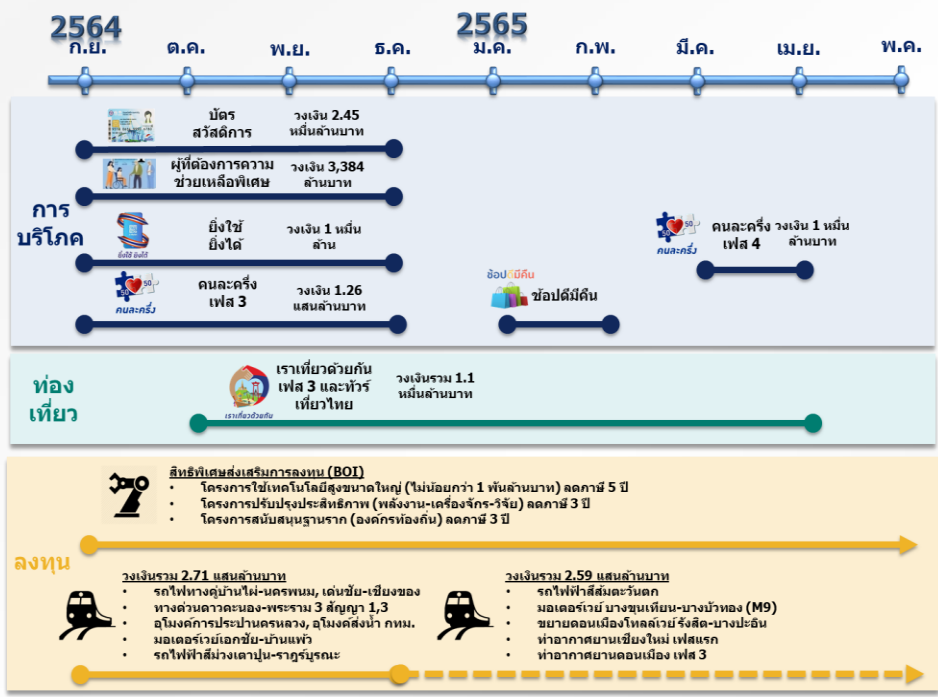 2564
2565
ก.ย.
ต.ค.
พ.ย.
ธ.ค.
ม.ค.
ก.พ.
มี.ค.
เม.ย.
พ.ค.
การ
บริโภค
บัตร
สวัสดิการ
วงเงิน 2.45
หมื่นล้านบาท
ผู้ที่ต้องการความ
ช่วยเหลือพิเศษ
วงเงิน 3,384
ล้านบาท
ยิ่งใช้ ยิ่งได้
ยิ่งใช้
ยิ่งได้
วงเงิน 1 หมื่น
ล้าน
50
คนละครึ่ง
คนละครึ่ง
เฟส 3
วงเงิน 1.26
แสนล้านบาท
ช้อปดีมีคืน
ช้อปดีมีคืน
50
คนละครึ่ง
คนละครึ่ง
เฟส 4
วงเงิน 1 หมื่น
ล้านบาท
ท่อง
เที่ยว
เราเที่ยวด้วยกัน
เราเที่ยวด้วยกัน
เฟส 3 และทัวร์
เที่ยวไทย
วงเงินรวม 1.1
หมื่นล้านบาท
ลงทุน
สิทธิพิเศษส่งเสริมการลงทุน (BOI)
• โครงการใช้เทคโนโลยีสูงขนาดใหญ่ (ไม่น้อยกว่า 1 พันล้านบาท) ลดภาษี 5 ปี
• โครงการปรับปรุงประสิทธิภาพ (พลังงาน-เครื่องจักร-วิจัย) ลดภาษี 3 ปี
• โครงการสนับสนุนฐานราก (องค์กรท้องถิ่น) ลดภาษี 3 ปี
วงเงินรวม 2.71 แสนล้านบาท
• รถไฟทางคู่บ้านไผ่-นครพนม, เด่นชัย-เชียงของ
• ทางด่วนดาวคะนอง-พระราม 3 สัญญา 1,3
• อุโมงค์การประปานครหลวง, อุโมงค์ส่งน้ำ กทม.
• มอเตอร์เวย์เอกชัย-บ้านแพ้ว
• รถไฟฟ้าสีม่วงเตาปูน-ราฎร์บูรณะ
วงเงินรวม 2.59 แสนล้านบาท
• รถไฟฟ้าสีส้มตะวันตก
• มอเตอร์เวย์ บางขุนเทียน-บางบัวทอง (M9)
• ขยายดอนเมืองโทลล์เวย์ รังสิต-บางปะอิน
• ท่าอากาศยานเชียงใหม่ เฟสแรก
• ท่าอากาศยานดอนเมือง เฟส 3